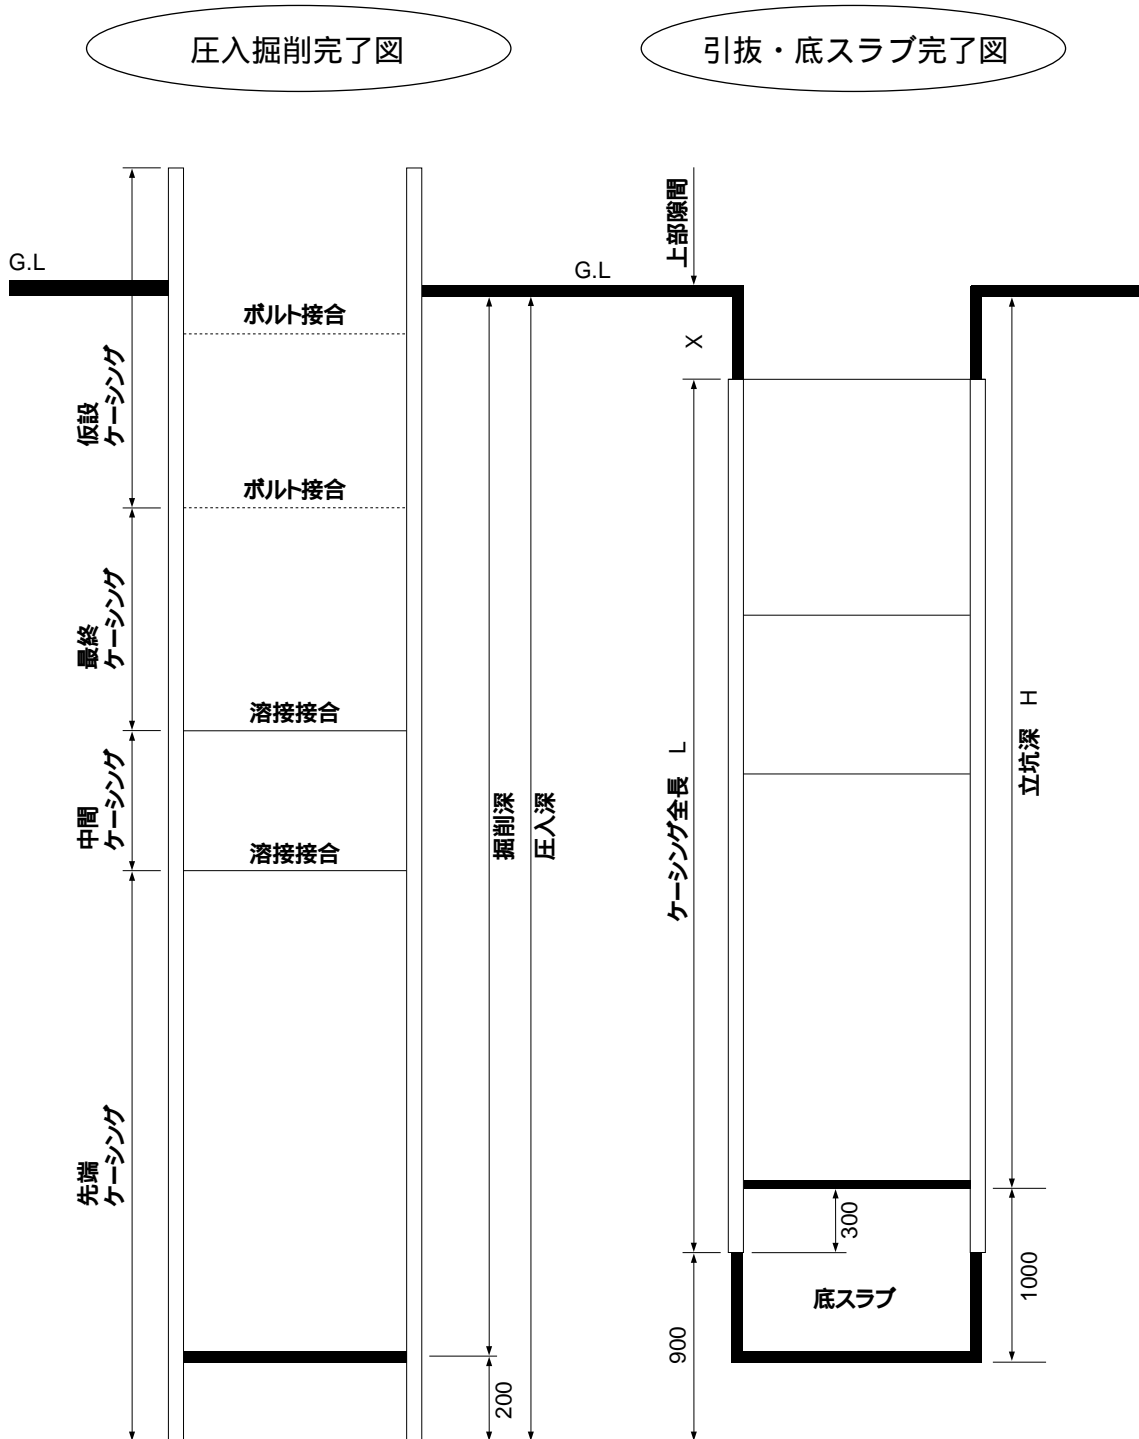 圧入掘削完了図
引抜・底スラブ完了図
G.L
ボルト接合
仮設
ケーシング
ボルト接合
最終
ケーシング
溶接接合
中間
ケーシング
溶接接合
先端
ケーシング
掘削深
圧入深
200
上部隙間
G.L
X
ケーシング全長 L
立坑深 H
300
底スラブ
900
1000